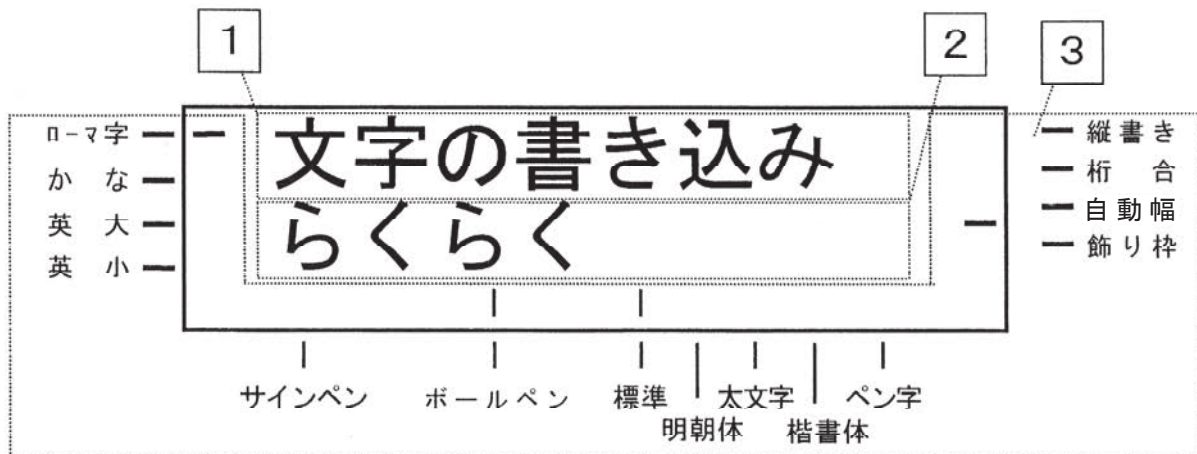 1
2
3
ローマ字
かな
英大
英小
文字の書き込み
らくらく
縦書き
桁合
自動幅
飾り枠
サインペン
ボールペン
標準
太文字
ペン字
明朝体
楷書体